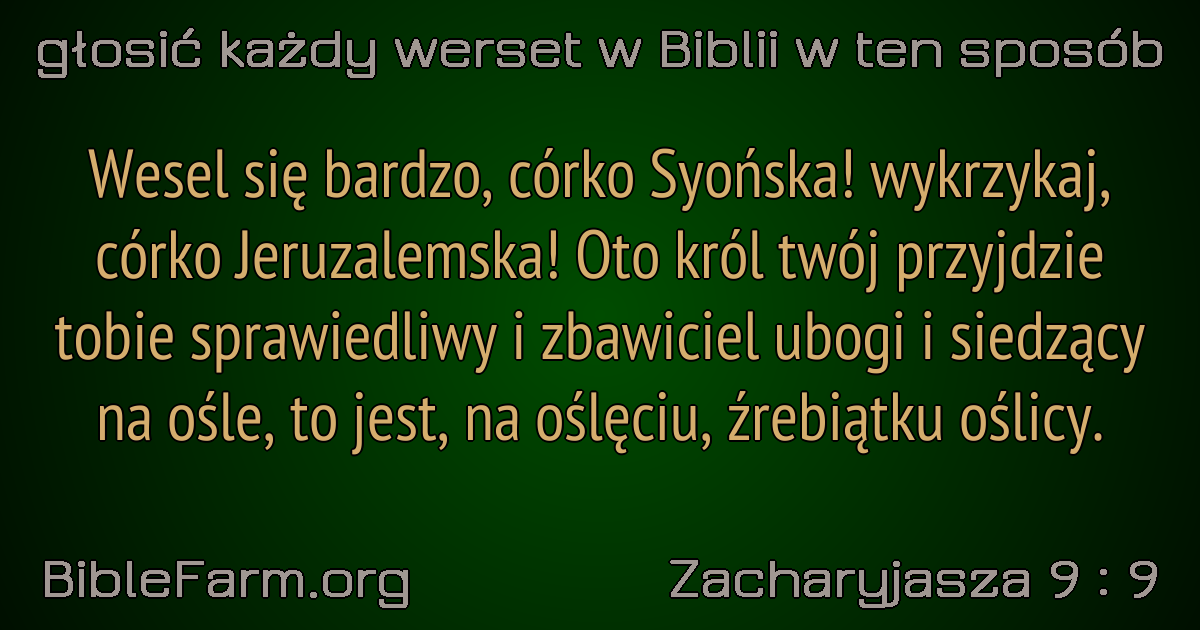 głosić każdy werset w Biblii w ten sposób
Wesel się bardzo, córko Syońska! wykrzykaj,
córko Jeruzalemska! Oto król twój przyjdzie
tobie sprawiedliwy i zbawiciel ubogi i siedzący
na ośle, to jest, na oślęciu, źrebiątku oślicy.
BibleFarm.org
Zacharyjasza 9 : 9